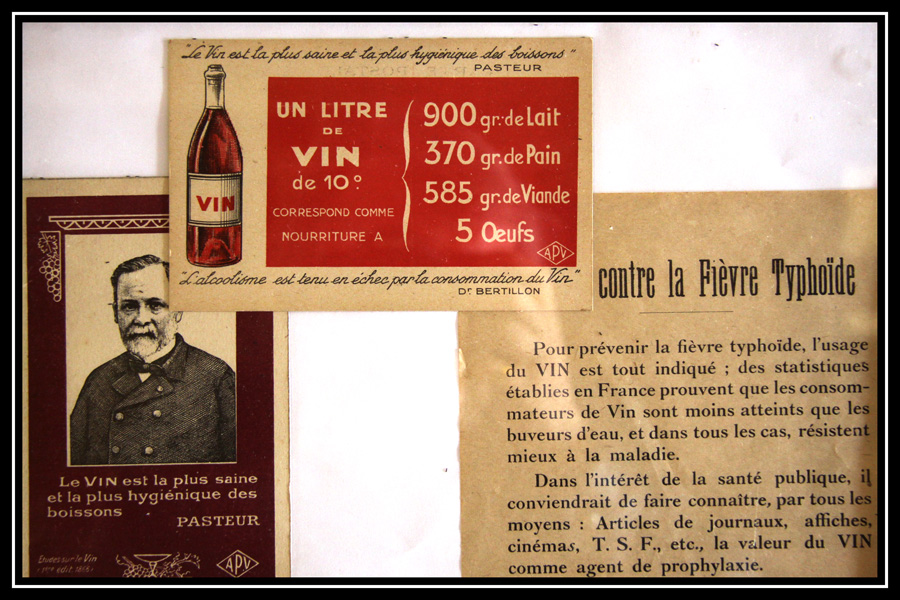 "Le Vin est la plus saine et la plus hygiénique des boissons"
PASTEUR
UN LITRE
DE
VIN
de 10°
CORRESPOND COMME
NOURRITURE A
900 gr. de Lait
370 gr. de Pain
585 gr. de Viande
5 Œufs
VIN
APV
"L'alcoolisme est tenu en échec par la consommation du Vin"
Dr BERTILLON
Le VIN est la plus saine
et la plus hygiénique des
boissons
PASTEUR
Etudes sur le Vin
APV
contre la Fièvre Typhoïde
Pour prévenir la fièvre typhoïde, l'usage
du VIN est tout indiqué ; des statistiques
établies en France prouvent que les consom-
mateurs de Vin sont moins atteints que les
buveurs d'eau, et dans tous les cas, résistent
mieux à la maladie.
Dans l'intérêt de la santé publique, il
conviendrait de faire connaître, par tous les
moyens : Articles de journaux, affiches,
cinémas, T. S. F., etc., la valeur du VIN
comme agent de prophylaxie.